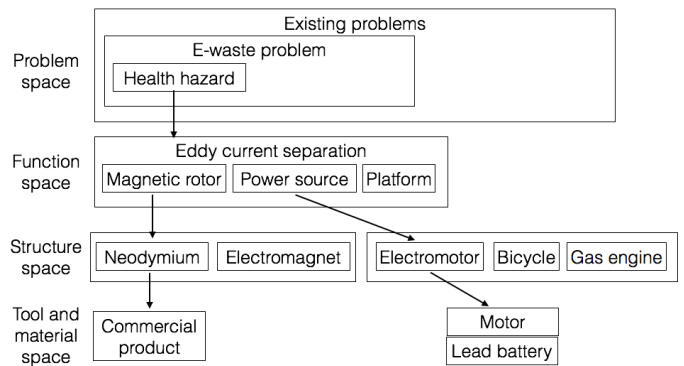 Existing problems
Problem
space
E-waste problem
Health hazard
Function
space
Eddy current separation
Magnetic rotor
Power source
Platform
Structure
space
Neodymium
Electromagnet
Electromotor
Bicycle
Gas engine
Tool and
material
space
Commercial
product
Motor
Lead battery